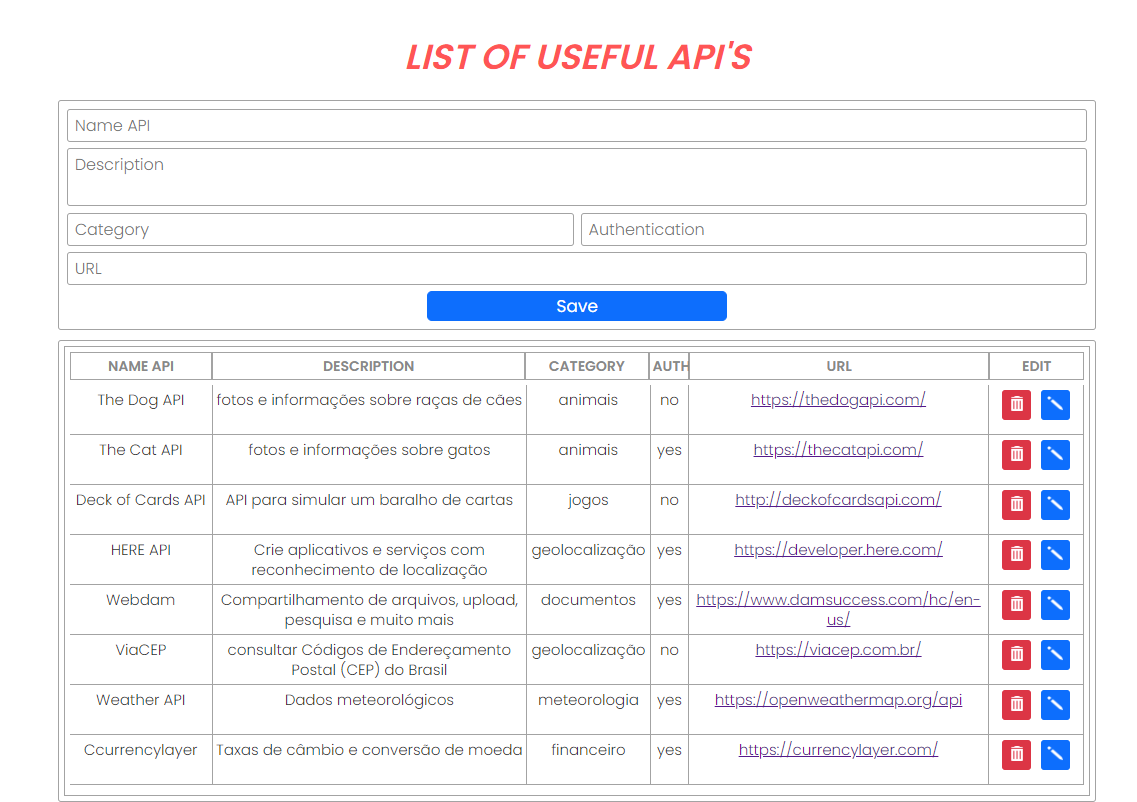 LIST OF USEFUL API'S
Name API
Description
Category Authentication
URL
Save
NAME API DESCRIPTION CATEGORY AUTH URL EDIT
The Dog API fotos e informações sobre raças de cães animais no https://thedogapi.com/
The Cat API fotos e informações sobre gatos animais yes https://thecatapi.com/
Deck of Cards API API para simular um baralho de cartas jogos no http://deckofcardsapi.com/
HERE API Crie aplicativos e serviços com geolocalização yes https://developer.here.com/
reconhecimento de localização
Webdam Compartilhamento de arquivos, upload, documentos yes https://www.damsuccess.com/hc/en-
pesquisa e muito mais us/
ViaCEP consultar Códigos de Endereçamento geolocalização no https://viacep.com.br/
Postal (CEP) do Brasil
Weather API Dados meteorológicos meteorologia yes https://openweathermap.org/api
Ccurrencylayer Taxas de câmbio e conversão de moeda financeiro yes https://currencylayer.com/